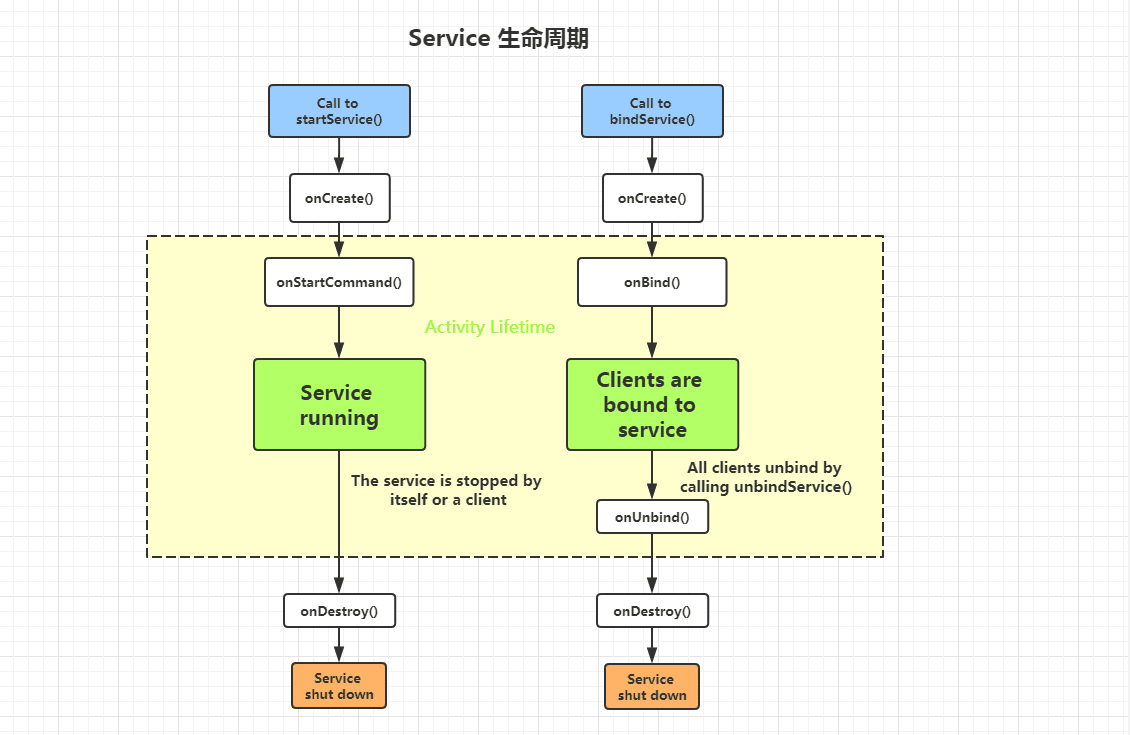 Service 生命周期
Call to
startService()
Call to
bindService()
onCreate()
onCreate()
onStartCommand()
onBind()
Activity Lifetime
Service
running
Clients are
bound to
service
The service is stopped by
itself or a client
All clients unbind by
calling unbindService()
onUnbind()
onDestroy()
onDestroy()
Service
shut down
Service
shut down